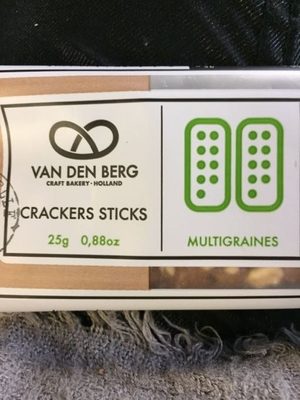 VAN DEN BERG
CRAFT BAKERY · HOLLAND
CRACKERS STICKS
25g 0,88oz
MULTIGRAINES